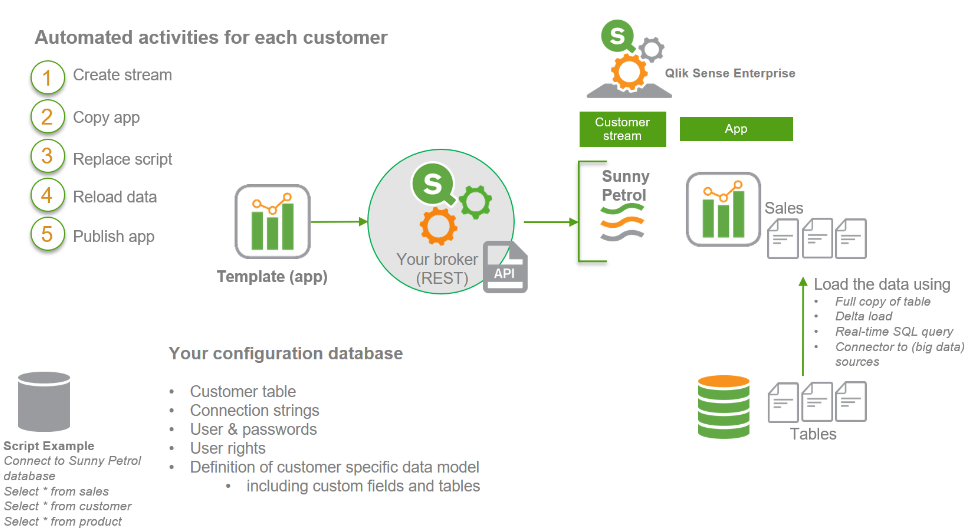 Automated activities for each customer
1 Create stream
2 Copy app
3 Replace script
4 Reload data
5 Publish app
S
Qlik Sense Enterprise
Customer
stream
App
Template (app)
S
Your broker
(REST)
API
Sunny
Petrol
Sales
Load the data using
• Full copy of table
• Delta load
• Real-time SQL query
• Connector to (big data)
sources
Tables
Your configuration database
• Customer table
• Connection strings
• User & passwords
• User rights
• Definition of customer specific data model
• including custom fields and tables
Script Example
Connect to Sunny Petrol
database
Select * from sales
Select * from customer
Select * from product